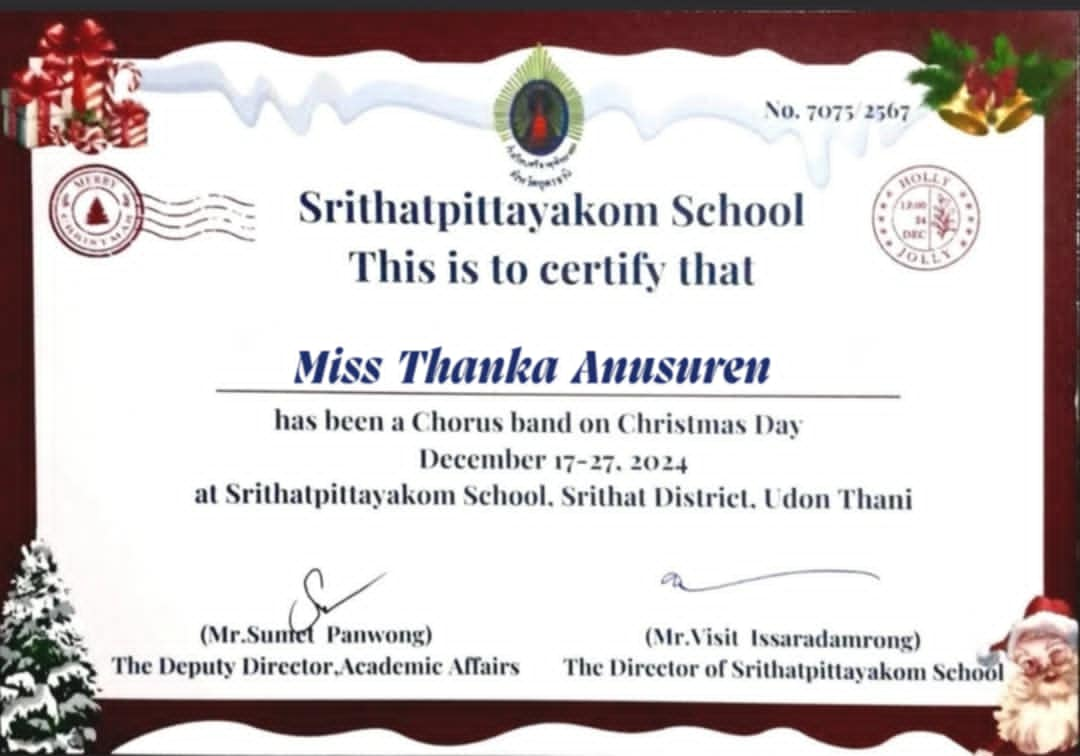 No. 7075/2567
MERRY
CHRISTMAS
HOLLY
12:00
24
DEC
JOLLY
Srithatpittayakom School
This is to certify that
Miss Thanka Anusuren
has been a Chorus band on Christmas Day
December 17-27, 2024
at Srithatpittayakom School, Srithat District, Udon Thani
(Mr.Sumet Panwong)
(Mr.Visit Issaradamrong)
The Deputy Director,Academic Affairs
The Director of Srithatpittayakom School